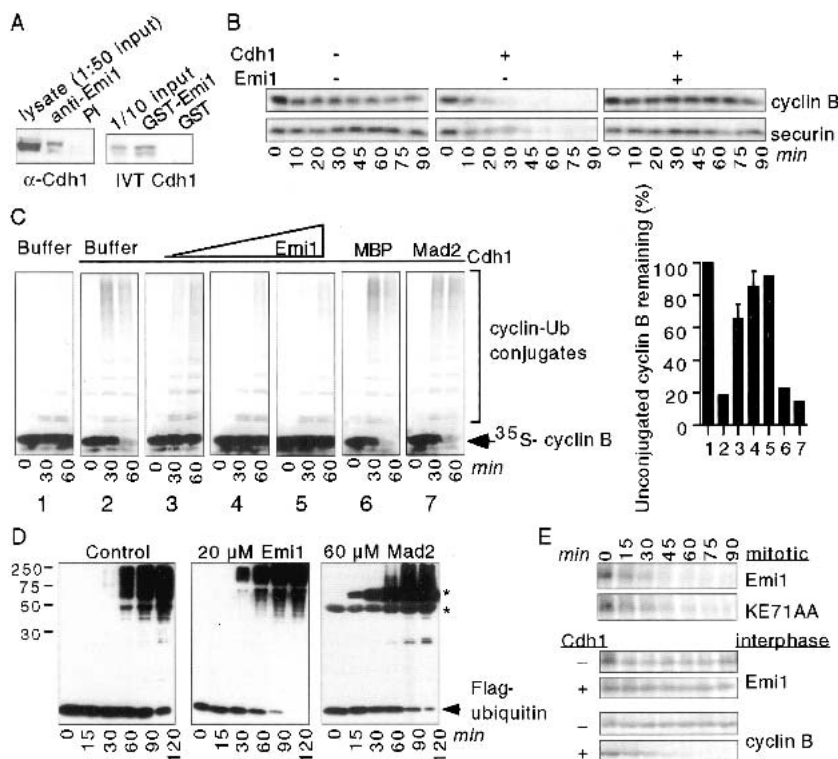 A
lysate (1:50 input)
anti-Emi1
PI
1/10 input
GST-Emi1
GST
α-Cdh1
IVT Cdh1
B
Cdh1 - + +
Emi1 - - +
cyclin B
securin
0 10 20 30 45 60 75 90 0 10 20 30 45 60 75 90 0 10 20 30 45 60 75 90
min
C
Buffer Buffer Emi1 MBP Mad2
Cdh1
cyclin-Ub
conjugates
35S- cyclin B
0 30 60 0 30 60 0 30 60 0 30 60 0 30 60 0 30 60 0 30 60 min
1 2 3 4 5 6 7
Unconjugated cyclin B remaining (%)
100
80
60
40
20
0
1 2 3 4 5 6 7
D
Control 20 µM Emi1 60 µM Mad2
250
75
50
30
*
*
Flag-
ubiquitin
0 15 30 60 90 120 min 0 15 30 60 90 120 0 15 30 60 90 120
E
min 0 15 30 45 60 75 90 mitotic
Emi1
KE71AA
Cdh1 interphase
–
+
Emi1
–
+
cyclin B